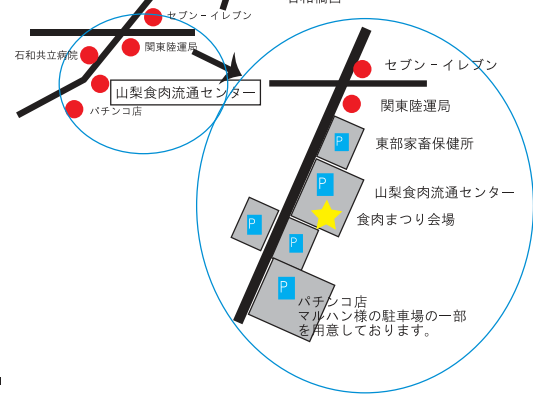 セブン-イレブン
石和共立病院
関東陸運局
山梨食肉流通センター
パチンコ店
セブン-イレブン
関東陸運局
P
東部家畜保健所
P
山梨食肉流通センター
食肉まつり会場
P
P
P
パチンコ店
マルハン様の駐車場の一部
を用意しております。